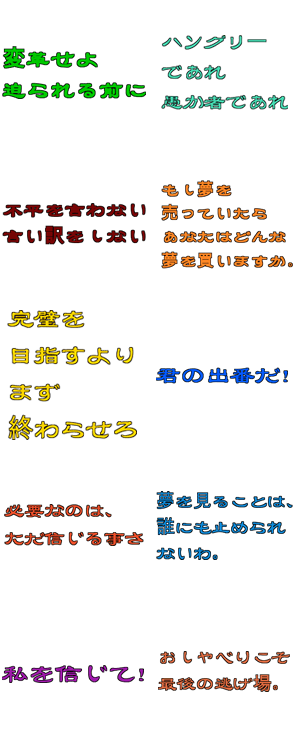 変革せよ
迫られる前に
ハングリー
であれ
愚か者であれ
不平を言わない
言い訳をしない
もし夢を
売っていたら
あなたはどんな
夢を買いますか。
完璧を
目指すより
まず
終わらせろ
君の出番だ!
必要なのは、
ただ信じる事さ
夢を見ることは、
誰にも止められ
ないわ。
私を信じて!
おしゃべりこそ
最後の逃げ場。